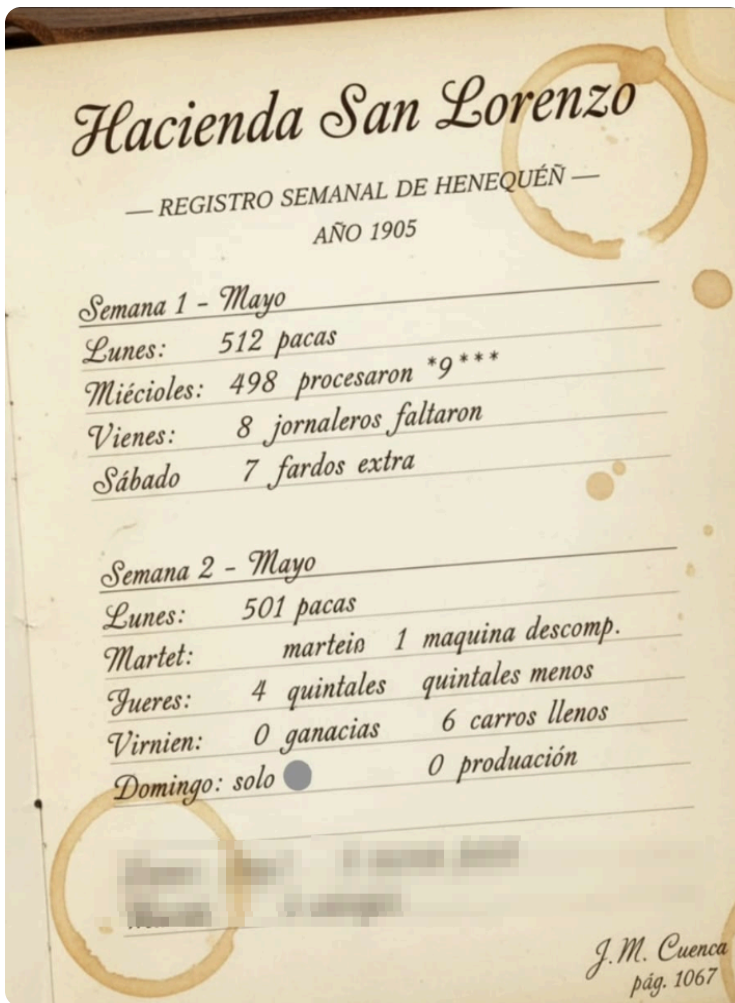 Hacienda San Lorenzo
— REGISTRO SEMANAL DE HENEQUÉÑ —
AÑO 1905
Semana 1 - Mayo
Lunes: 512 pacas
Miécioles: 498 procesaron *9***
Vienes: 8 jornaleros faltaron
Sábado 7 fardos extra
Semana 2 - Mayo
Lunes: 501 pacas
Martet: marteio 1 maquina descomp.
Jueres: 4 quintales quintales menos
Virnien: 0 ganacias 6 carros llenos
Domingo: solo 0 produación
J.M. Cuenca
pág. 1067